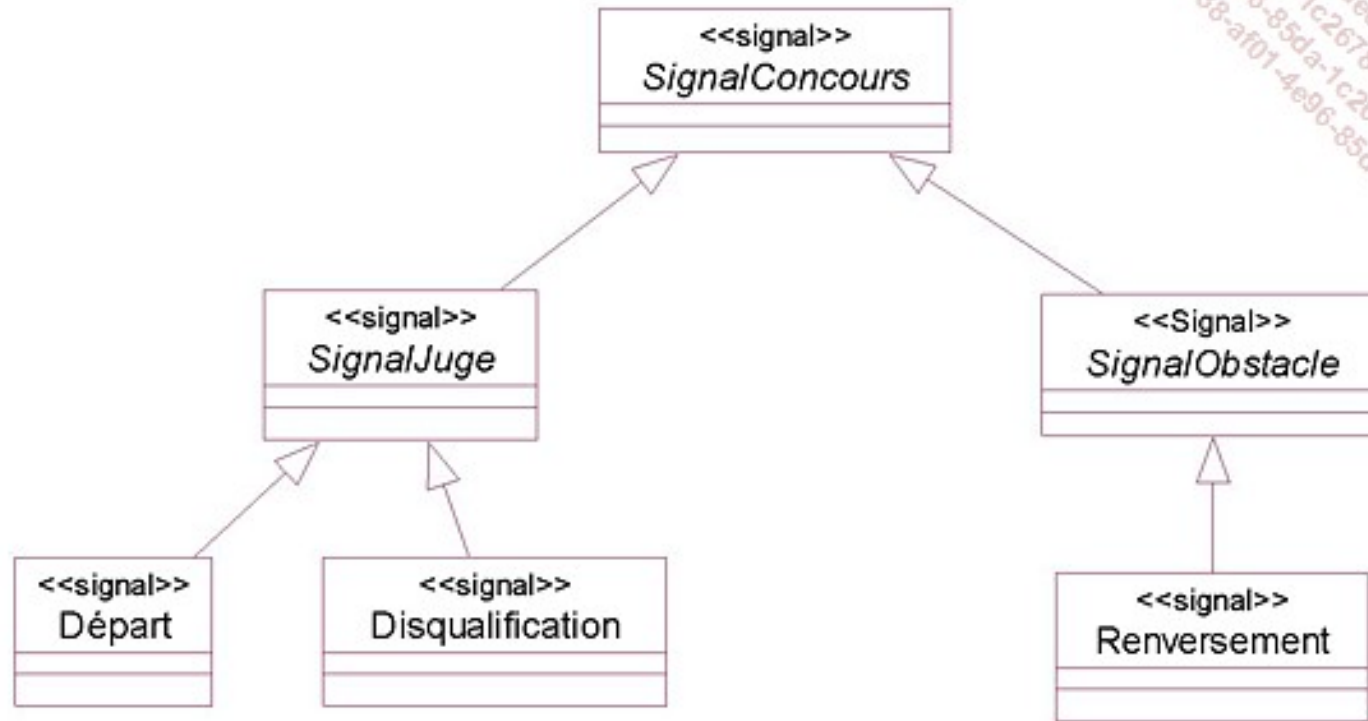 <<signal>>
SignalConcours
<<signal>>
SignalJuge
<<Signal>>
SignalObstacle
<<signal>>
Départ
<<signal>>
Disqualification
<<signal>>
Renversement